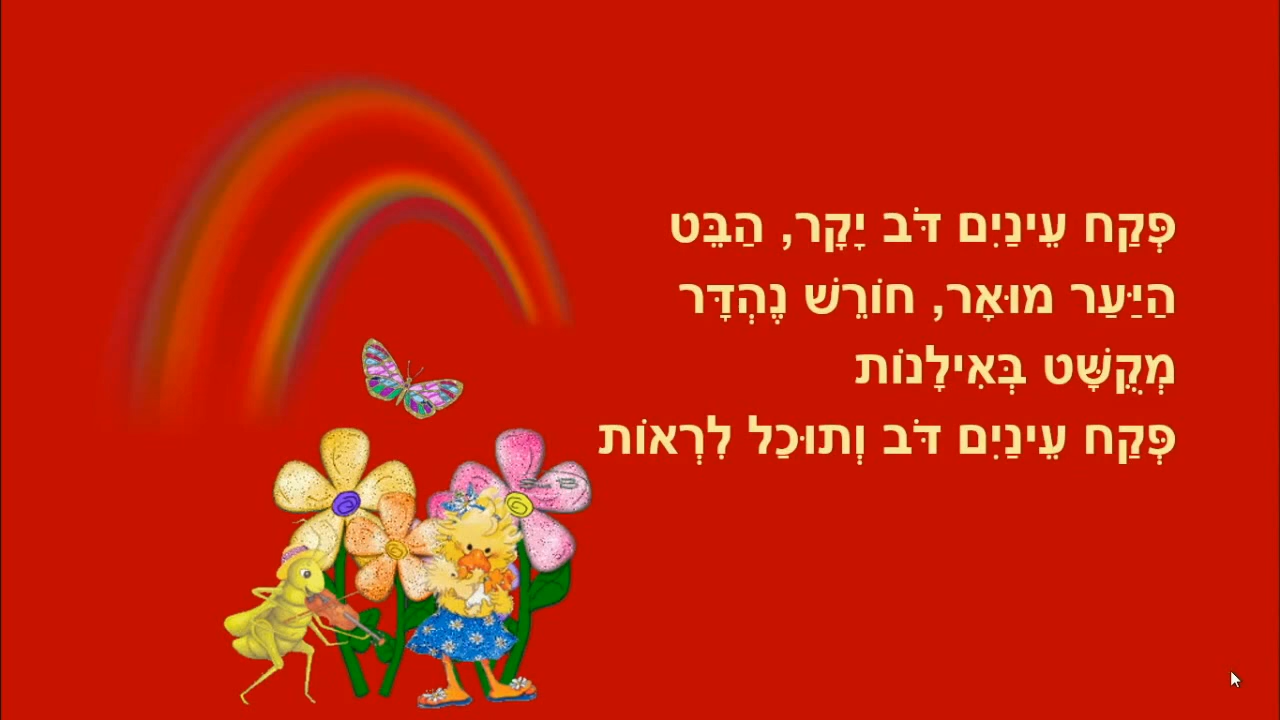 פְּקַח עֵינַיִם דֹּב יָקָר, הַבֵּט
הַיַּעַר מוּאָר, חוֹרֵשׁ נֶהְדָּר
מְקֻשָּׁט בְּאִילָנוֹת
פְּקַח עֵינַיִם דֹּב וְתוּכַל לִרְאוֹת